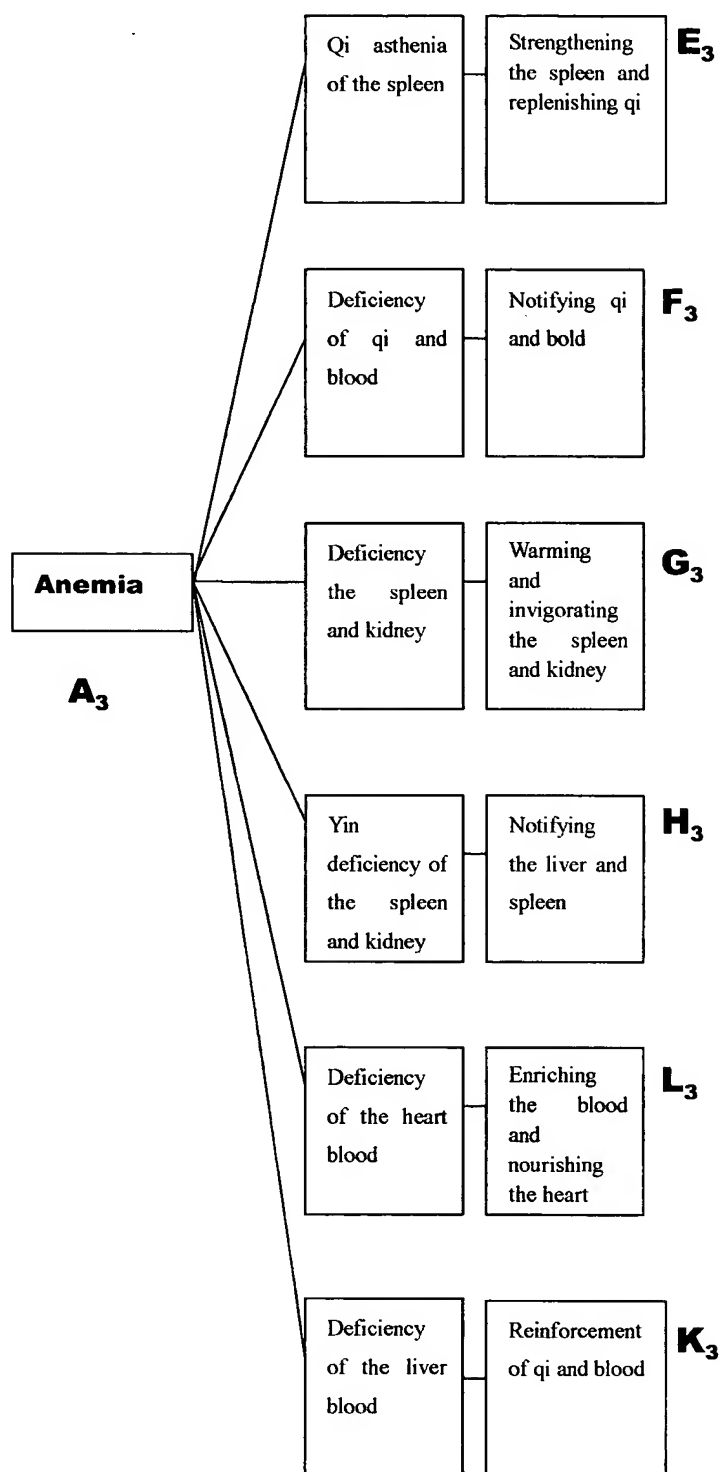 Qi asthenia
of the spleen
Strengthening
the spleen and
replenishing qi
E3
Deficiency
of qi and
blood
Notifying qi
and bold
F3
Anemia
A3
Deficiency
the spleen
and kidney
Warming
and
invigorating
the spleen
and kidney
G3
Yin
deficiency of
the spleen
and kidney
Notifying
the liver and
spleen
H3
Deficiency
of the heart
blood
Enriching
the blood
and
nourishing
the heart
L3
Deficiency
of the liver
blood
Reinforcement
of qi and blood
K3